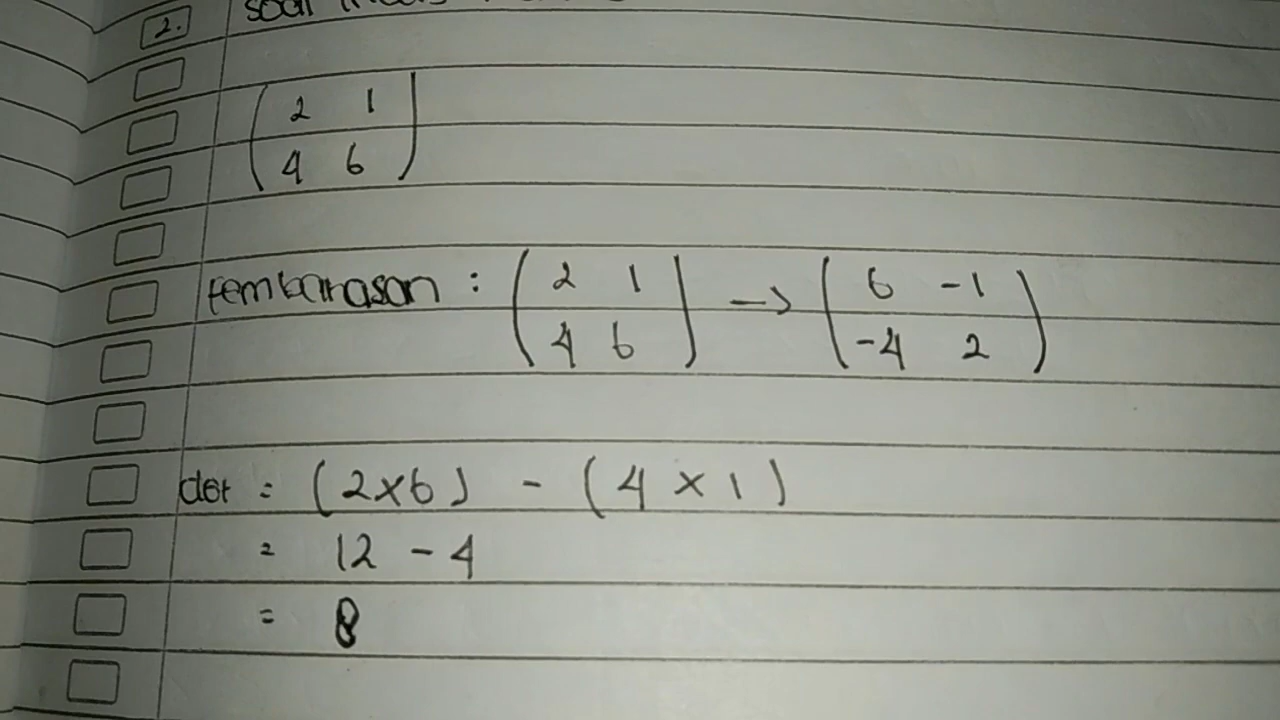 2. soal
( 2 1 )
( 4 6 )
Pembahasan : ( 2 1 ) → ( 6 -1 )
( 4 6 ) ( -4 2 )
det = (2×6) - (4×1)
= 12 - 4
= 8